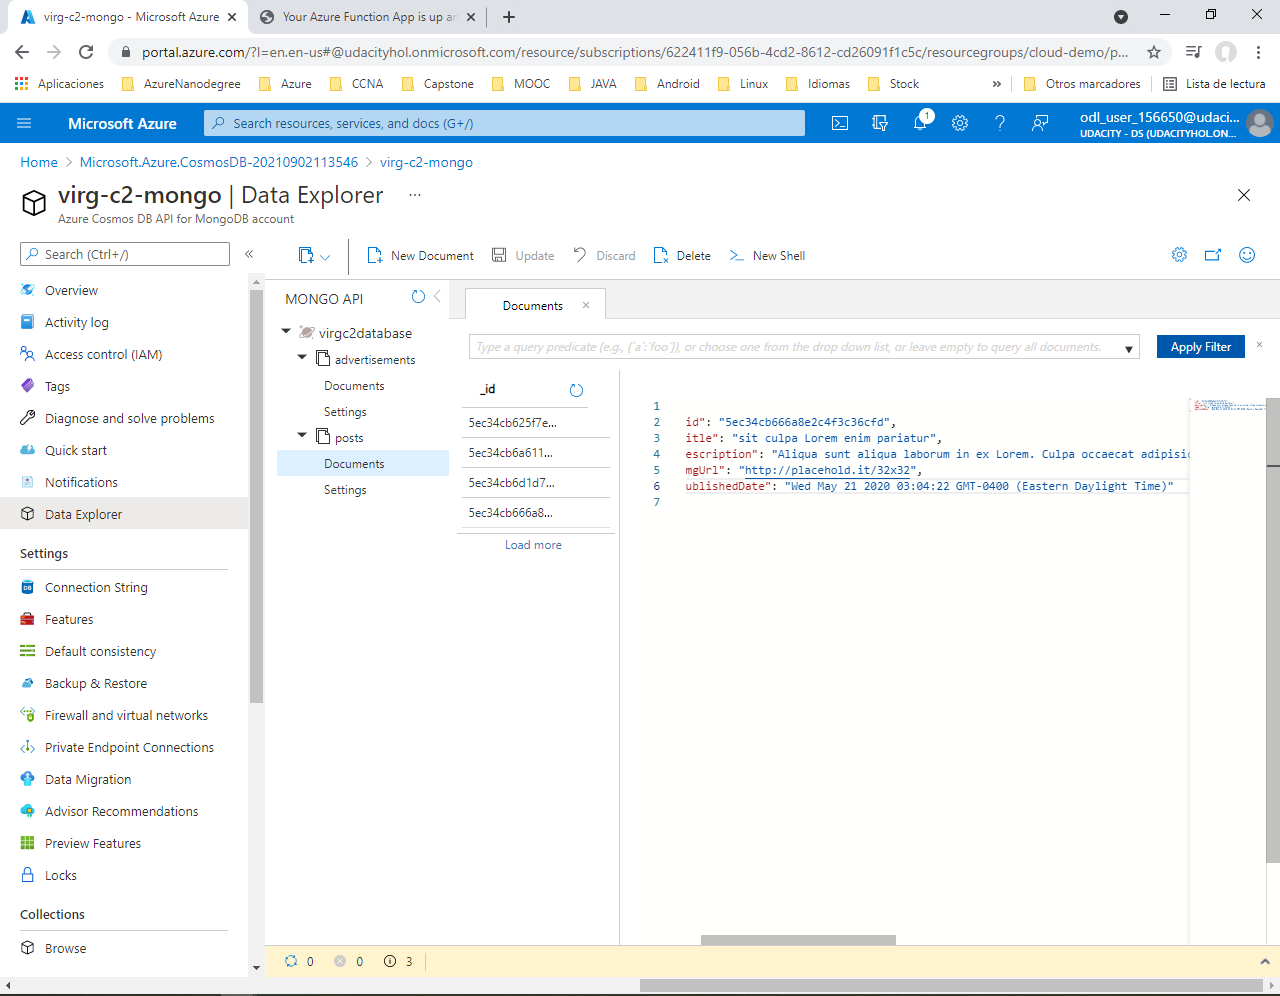 virg-c2-mongo - Microsoft Azure
Your Azure Function App is up an
portal.azure.com/?l=en.en-us#@udacityhol.onmicrosoft.com/resource/subscriptions/622411f9-056b-4cd2-8612-cd26091f1c5c/resourcegroups/cloud-demo/p...
Aplicaciones AzureNanodegree Azure CCNA Capstone MOOC JAVA Android Linux Idiomas Stock » Otros marcadores Lista de lectura
Microsoft Azure
Search resources, services, and docs (G+/)
1
odl_user_156650@udaci...
UDACITY - DS (UDACITYHOL.ON...
Home > Microsoft.Azure.CosmosDB-20210902113546 > virg-c2-mongo
virg-c2-mongo | Data Explorer ...
Azure Cosmos DB API for MongoDB account
Search (Ctrl+/)
«
New Document Update Discard Delete New Shell
Overview
Activity log
Access control (IAM)
Tags
Diagnose and solve problems
Quick start
Notifications
Data Explorer
Settings
Connection String
Features
Default consistency
Backup & Restore
Firewall and virtual networks
Private Endpoint Connections
Data Migration
Advisor Recommendations
Preview Features
Locks
Collections
Browse
MONGO API
virgc2database
advertisements
Documents
Settings
posts
Documents
Settings
Documents
Type a query predicate (e.g., {´a´:´foo´}), or choose one from the drop down list, or leave empty to query all documents.
Apply Filter
_id
5ec34cb625f7e...
5ec34cb6a611...
5ec34cb6d1d7...
5ec34cb666a8...
Load more
1
2 id": "5ec34cb666a8e2c4f3c36cfd",
3 itle": "sit culpa Lorem enim pariatur",
4 escription": "Aliqua sunt aliqua laborum in ex Lorem. Culpa occaecat adipisic
5 mgUrl": "http://placehold.it/32x32",
6 ublishedDate": "Wed May 21 2020 03:04:22 GMT-0400 (Eastern Daylight Time)"
7
0 0 3